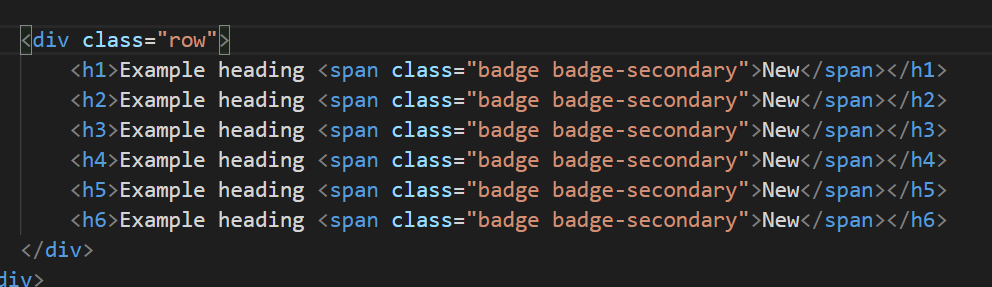 <div class="row">
<h1>Example heading <span class="badge badge-secondary">New</span></h1>
<h2>Example heading <span class="badge badge-secondary">New</span></h2>
<h3>Example heading <span class="badge badge-secondary">New</span></h3>
<h4>Example heading <span class="badge badge-secondary">New</span></h4>
<h5>Example heading <span class="badge badge-secondary">New</span></h5>
<h6>Example heading <span class="badge badge-secondary">New</span></h6>
</div>
div>